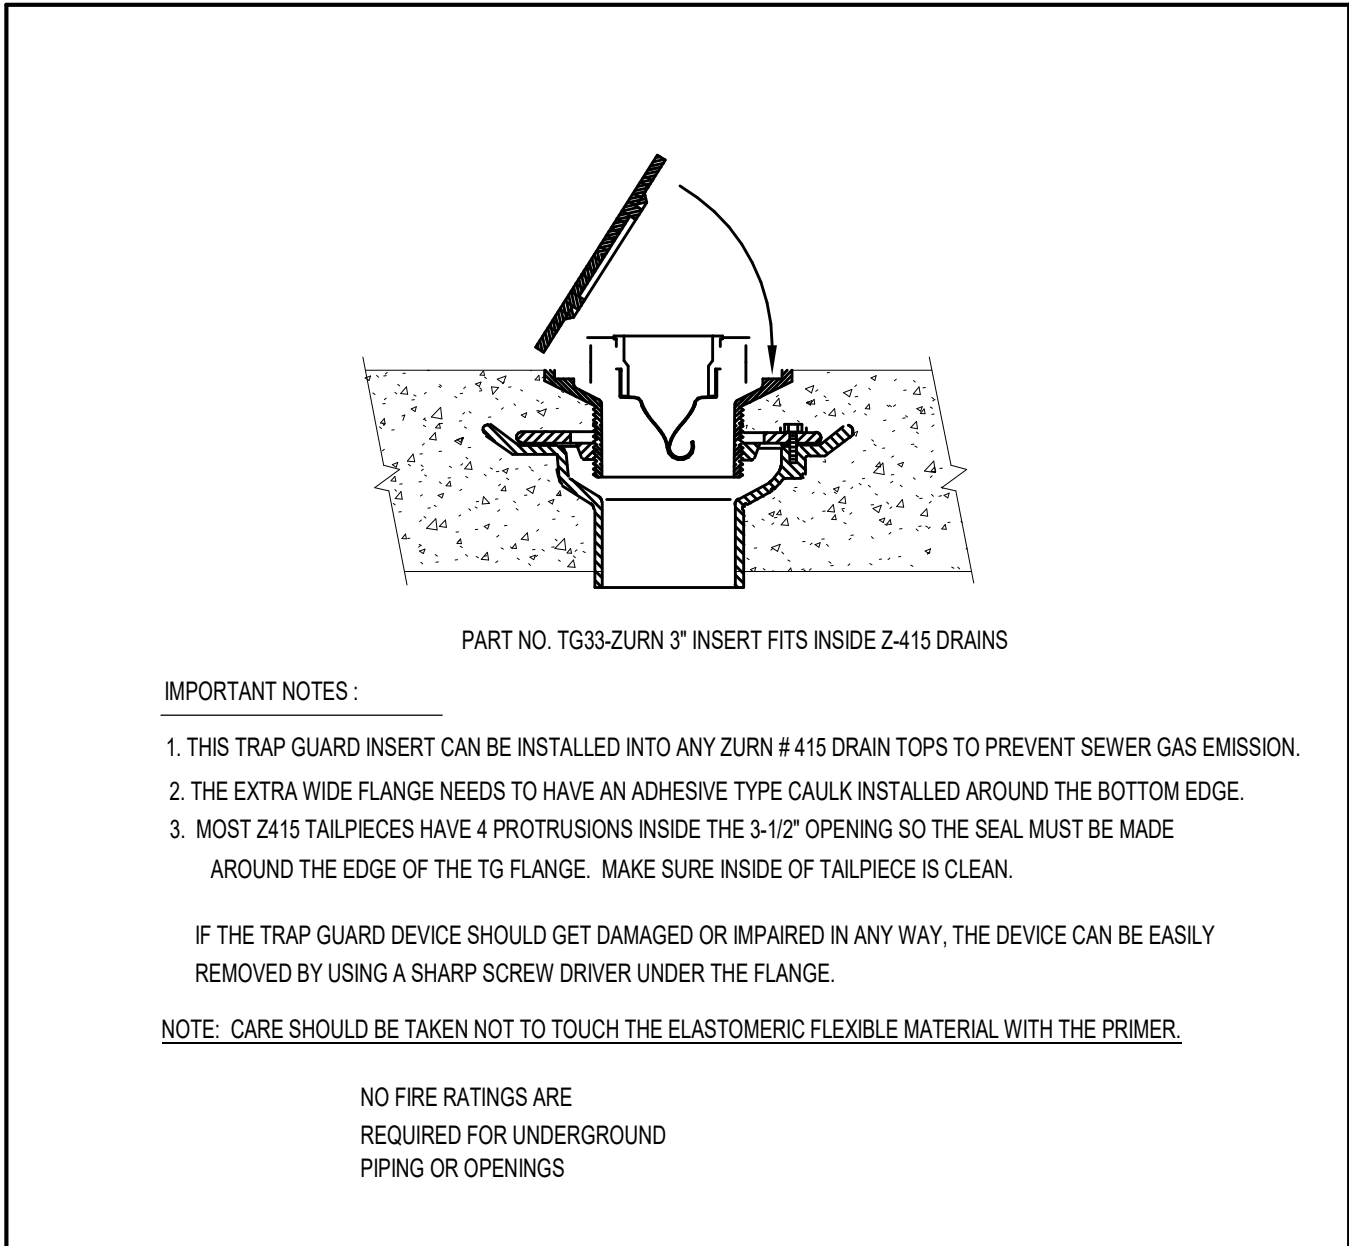 PART NO. TG33-ZURN 3" INSERT FITS INSIDE Z-415 DRAINS
IMPORTANT NOTES :
1. THIS TRAP GUARD INSERT CAN BE INSTALLED INTO ANY ZURN # 415 DRAIN TOPS TO PREVENT SEWER GAS EMISSION.
2. THE EXTRA WIDE FLANGE NEEDS TO HAVE AN ADHESIVE TYPE CAULK INSTALLED AROUND THE BOTTOM EDGE.
3. MOST Z415 TAILPIECES HAVE 4 PROTRUSIONS INSIDE THE 3-1/2" OPENING SO THE SEAL MUST BE MADE
AROUND THE EDGE OF THE TG FLANGE. MAKE SURE INSIDE OF TAILPIECE IS CLEAN.
IF THE TRAP GUARD DEVICE SHOULD GET DAMAGED OR IMPAIRED IN ANY WAY, THE DEVICE CAN BE EASILY
REMOVED BY USING A SHARP SCREW DRIVER UNDER THE FLANGE.
NOTE: CARE SHOULD BE TAKEN NOT TO TOUCH THE ELASTOMERIC FLEXIBLE MATERIAL WITH THE PRIMER.
NO FIRE RATINGS ARE
REQUIRED FOR UNDERGROUND
PIPING OR OPENINGS